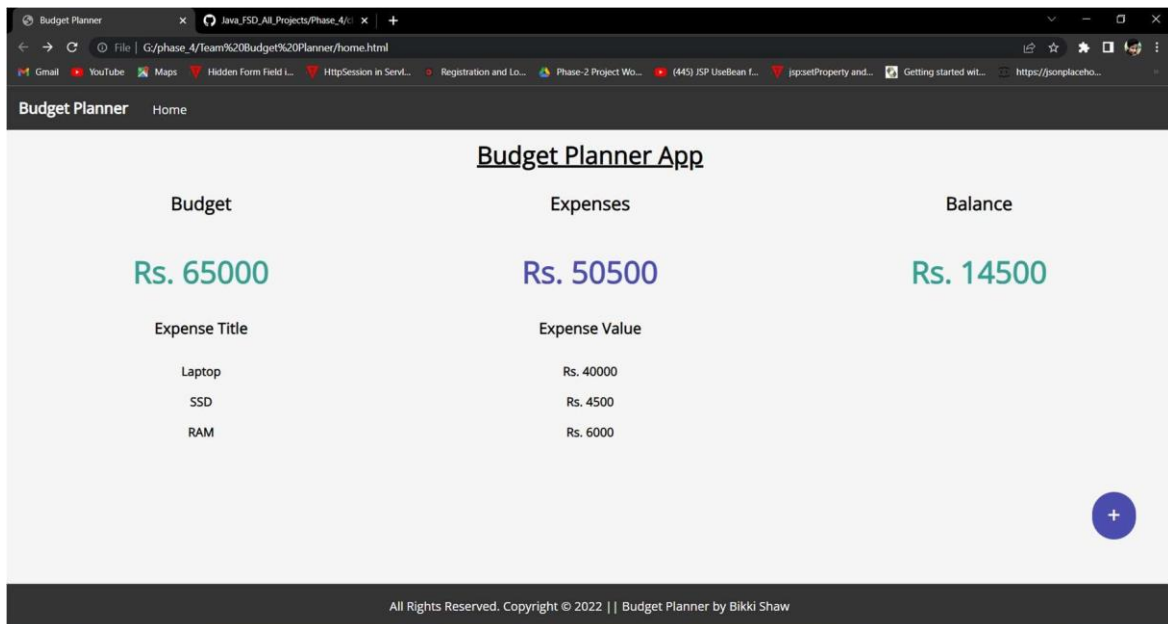 Budget Planner
Java_FSD_All_Projects/Phase_4/cl
File | G:/phase_4/Team%20Budget%20Planner/home.html
Gmail YouTube Maps Hidden Form Field i... HttpSession in Servl... Registration and Lo... Phase-2 Project Wo... (445) JSP UseBean f... jsp:setProperty and... Getting started wit... https://jsonplaceho...
Budget Planner Home
Budget Planner App
Budget Expenses Balance
Rs. 65000 Rs. 50500 Rs. 14500
Expense Title Expense Value
Laptop Rs. 40000
SSD Rs. 4500
RAM Rs. 6000
+
All Rights Reserved. Copyright © 2022 || Budget Planner by Bikki Shaw